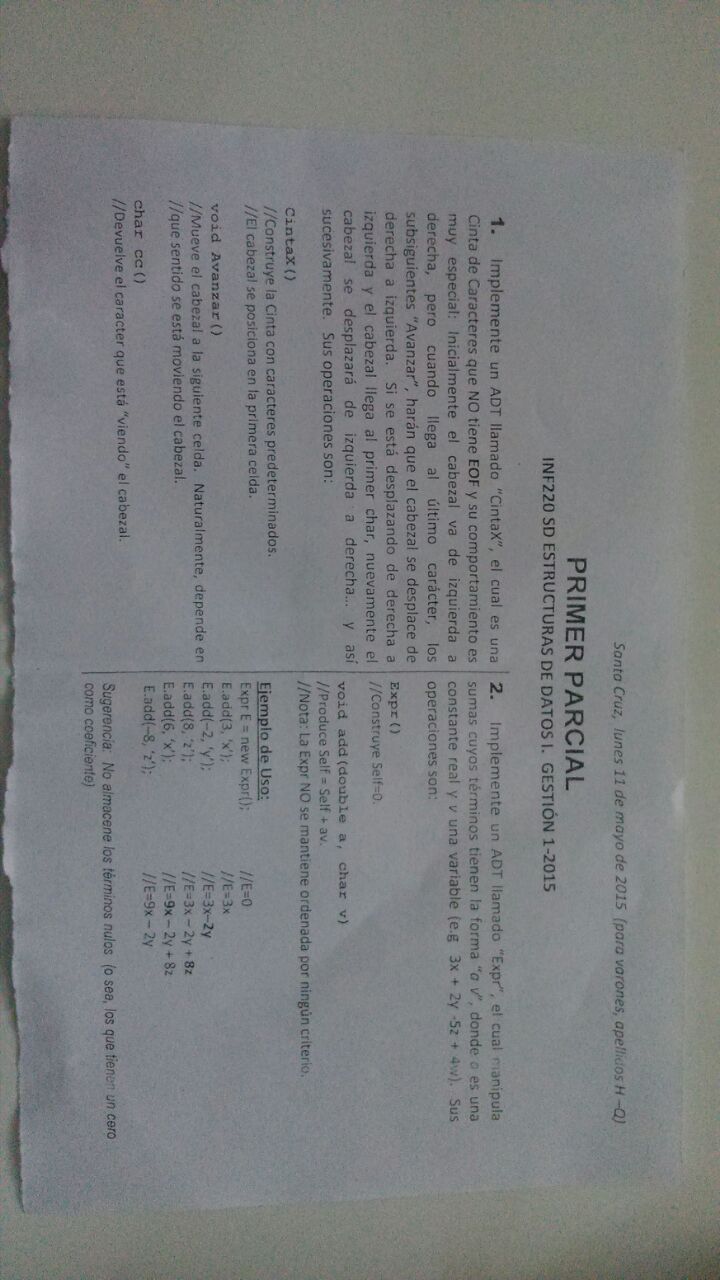 Santa Cruz, lunes 11 de mayo de 2015 (para varones, apellidos H –Q)
PRIMER PARCIAL
INF220 SD ESTRUCTURAS DE DATOS I. GESTIÓN 1-2015
1. Implemente un ADT llamado “CintaX”, el cual es una
Cinta de Caracteres que NO tiene EOF y su comportamiento es
muy especial: Inicialmente el cabezal va de izquierda a
derecha, pero cuando llega al último carácter, los
subsiguientes “Avanzar”, harán que el cabezal se desplace de
derecha a izquierda. Si se está desplazando de derecha a
izquierda y el cabezal llega al primer char, nuevamente el
cabezal se desplazará de izquierda a derecha... y así
sucesivamente. Sus operaciones son:
CintaX()
//Construye la Cinta con caracteres predeterminados.
//El cabezal se posiciona en la primera celda.
void Avanzar()
//Mueve el cabezal a la siguiente celda. Naturalmente, depende en
//que sentido se está moviendo el cabezal.
char cc()
//Devuelve el caracter que está “viendo” el cabezal.
2. Implemente un ADT llamado “Expr”, el cual manipula
sumas cuyos términos tienen la forma “a v”, donde a es una
constante real y v una variable (e.g 3x + 2y -5z + 4w). Sus
operaciones son:
Expr()
//Construye Self=0.
void add(double a, char v)
//Produce Self = Self + av.
//Nota: La Expr NO se mantiene ordenada por ningún criterio.
Ejemplo de Uso:
Expr E = new Expr(); //E=0
E.add(3, ‘x’); //E=3x
E.add(–2, ‘y’); //E=3x–2y
E.add(8, ‘z’); //E=3x – 2y + 8z
E.add(6, ‘x’); //E=9x – 2y + 8z
E.add(–8, ‘z’); //E=9x – 2y
Sugerencia: No almacene los términos nulos (o sea, los que tienen un cero
como coeficiente)